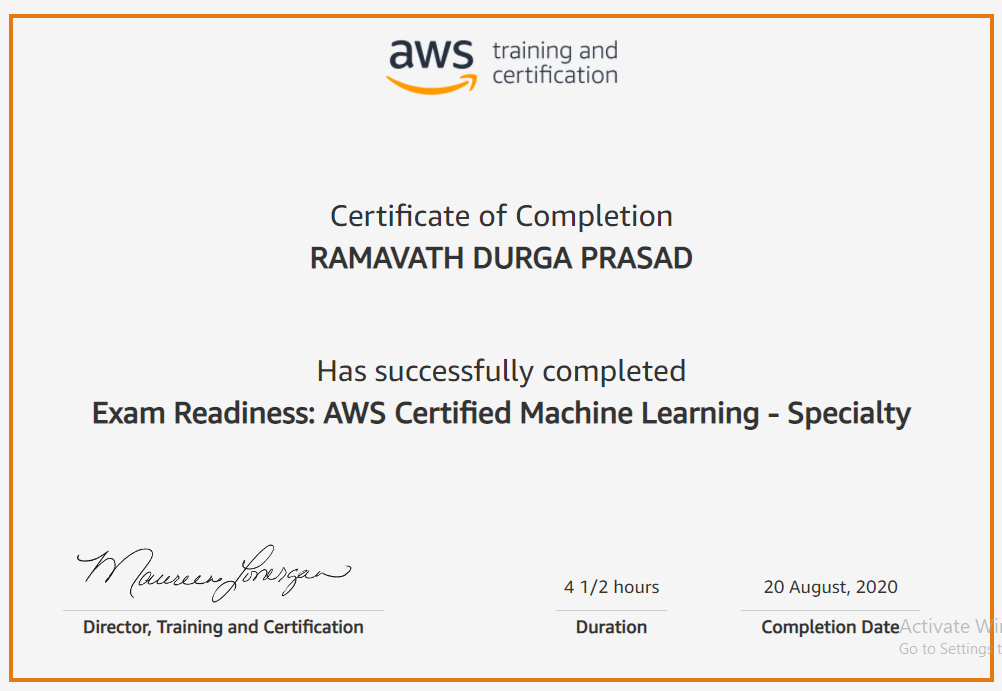 aws training and
certification
Certificate of Completion
RAMAVATH DURGA PRASAD
Has successfully completed
Exam Readiness: AWS Certified Machine Learning - Specialty
Maureen Lonergan
4 1/2 hours
20 August, 2020
Director, Training and Certification
Duration
Completion Date
Activate Wi
Go to Settings t